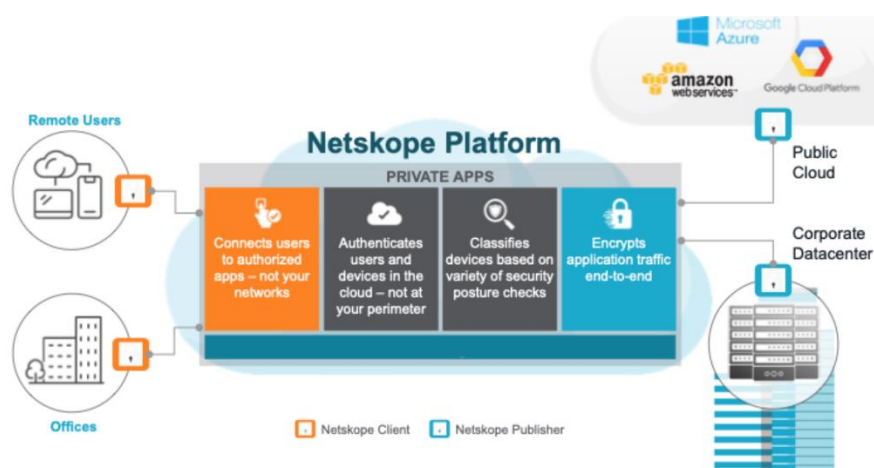 Microsoft
Azure
amazon
webservices™
Google Cloud Platform
Remote Users
Netskope Platform
Public
Cloud
PRIVATE APPS
Connects users
to authorized
apps – not your
networks
Authenticates
users and
devices in the
cloud – not at
your perimeter
Classifies
devices based on
variety of security
posture checks
Encrypts
application traffic
end-to-end
Corporate
Datacenter
Offices
Netskope Client
Netskope Publisher